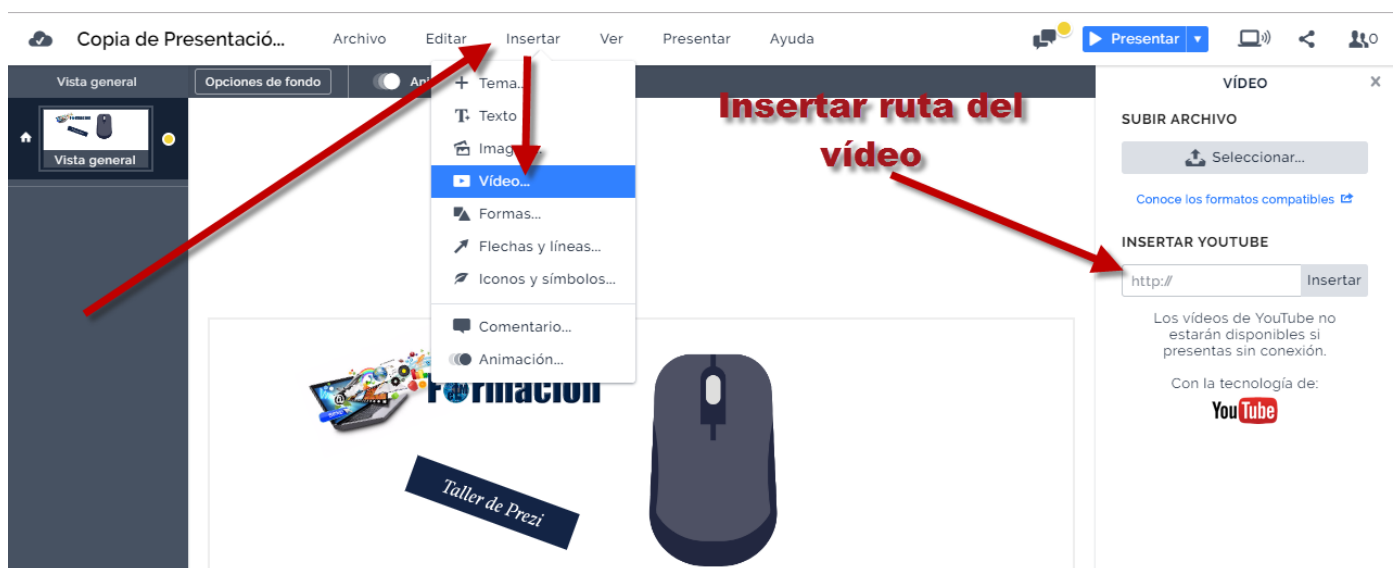 Copia de Presentació...
Archivo
Editar
Insertar
Ver
Presentar
Ayuda
Presentar
0
Vista general
Opciones de fondo
Tema...
Texto
Vídeo...
Formas...
Flechas y líneas...
Iconos y símbolos...
Comentario...
Animación...
Vista general
Insertar ruta del
vídeo
VÍDEO
SUBIR ARCHIVO
Seleccionar...
Conoce los formatos compatibles
INSERTAR YOUTUBE
http://
Insertar
Los vídeos de YouTube no
estarán disponibles si
presentas sin conexión.
Con la tecnología de:
YouTube
Formación
Taller de Prezi